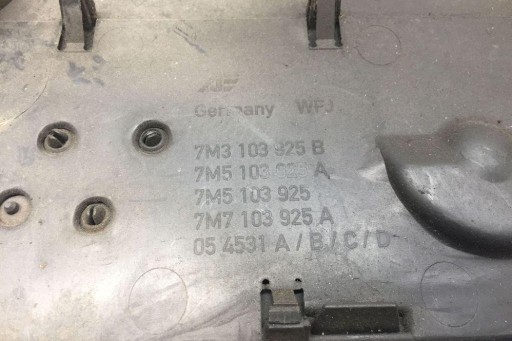 Germany WPJ
7M3 103 925 B
7M5 103 925 A
7M5 103 925
7M7 103 925 A
05 4531 A / B / C / D